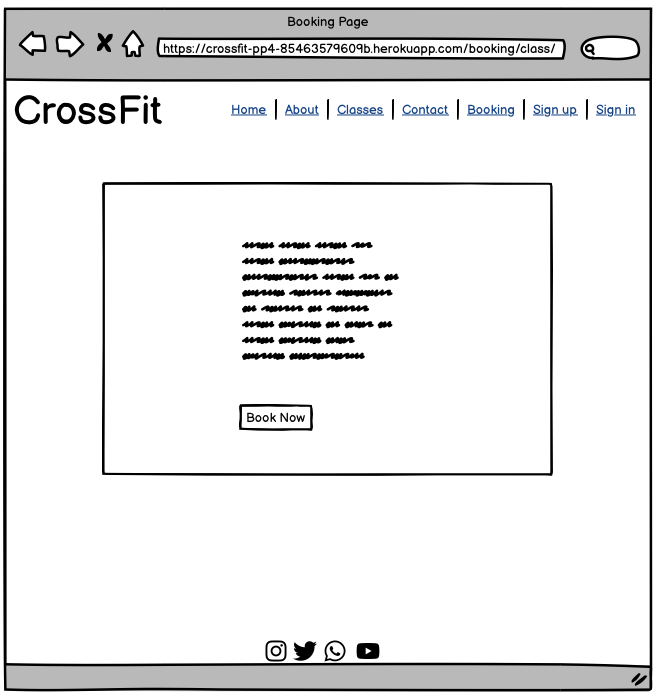 Booking Page
https://crossfit-pp4-85463579609b.herokuapp.com/booking/class/
CrossFit
Home | About | Classes | Contact | Booking | Sign up | Sign in
Book Now